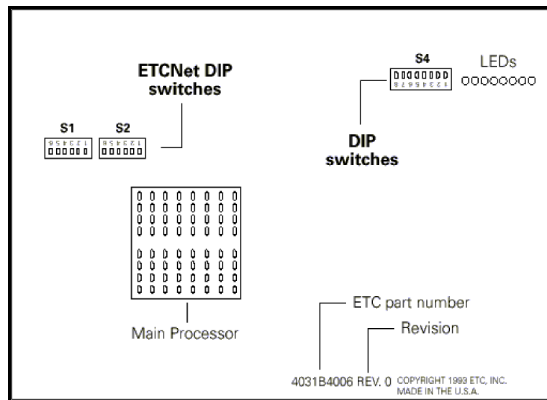 ETCNet DIP
switches
S1
S2
S4
LEDs
DIP
switches
Main Processor
ETC part number
Revision
4031B4006 REV. 0 COPYRIGHT 1993 ETC, INC.
MADE IN THE U.S.A.